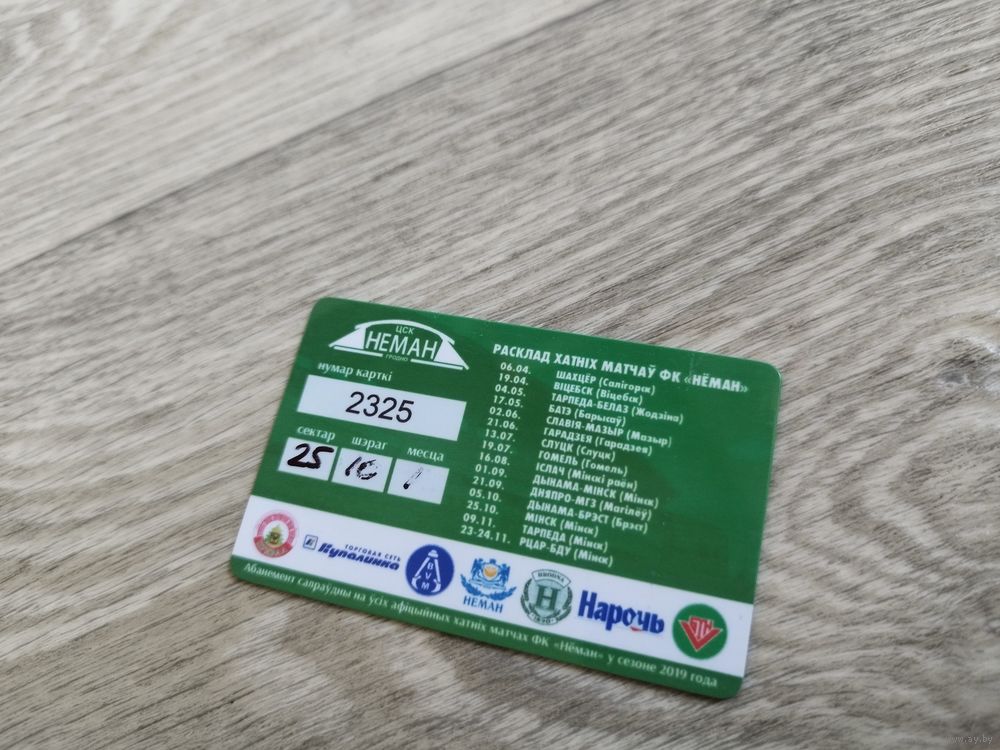 ЦСК
НЕМАН
ГРОДНО
нумар карткі
2325
сектар шэраг месца
25 10 1
РАСКЛАД ХАТНІХ МАТЧАЎ ФК «НЁМАН»
06.04. ШАХЦЁР (Салігорск)
19.04. ВІЦЕБСК (Віцебск)
04.05. ТАРПЕДА-БЕЛАЗ (Жодзіна)
17.05. БАТЭ (Барысаў)
02.06. СЛАВІЯ-МАЗЫР (Мазыр)
21.06. ГАРАДЗЕЯ (Гарадзея)
13.07. СЛУЦК (Слуцк)
19.07. ГОМЕЛЬ (Гомель)
16.08. ІСЛАЧ (Мінскі раён)
01.09. ДЫНАМА-МІНСК (Мінск)
21.09. ДНЯПРО-МГЗ (Магілёў)
05.10. ДЫНАМА-БРЭСТ (Брэст)
25.10. МІНСК (Мінск)
09.11. ТАРПЕДА (Мінск)
23-24.11. РЦАР-БДУ (Мінск)
ТОРГОВАЯ СЕТЬ
Купалинка
BVM
НЕМАН
Н
Нарочь
Абанемент сапраўдны на ўсіх афіцыйных хатніх матчах ФК «Нёман» у сезоне 2019 года